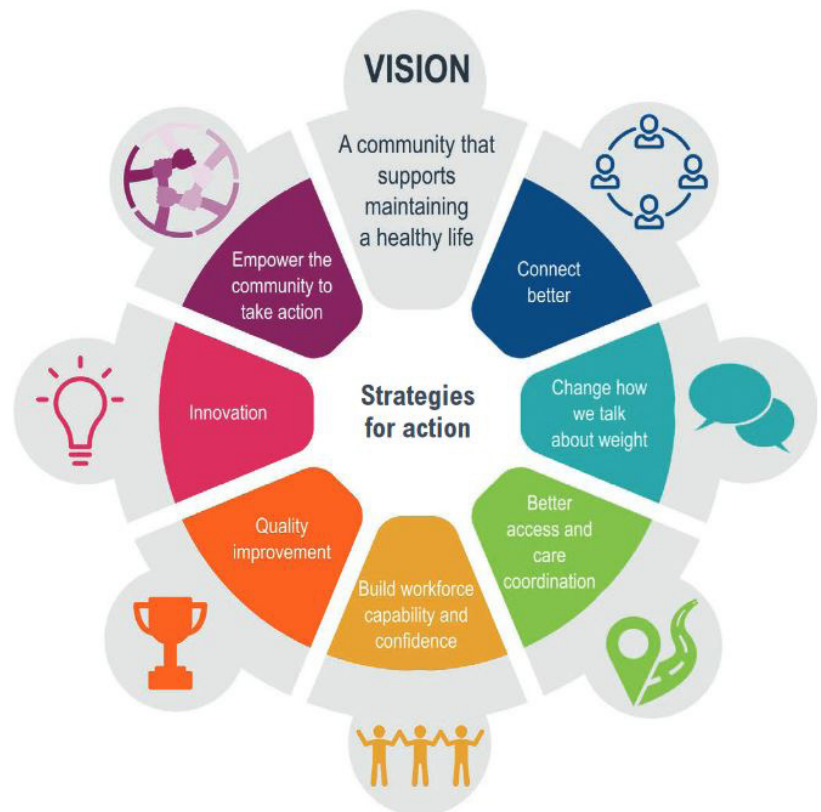 VISION
A community that
supports
maintaining
a healthy life
Connect
better
Change how
we talk
about weight
Better
access and
care
coordination
Build workforce
capability and
confidence
Quality
improvement
Innovation
Empower the
community to
take action
Strategies
for action